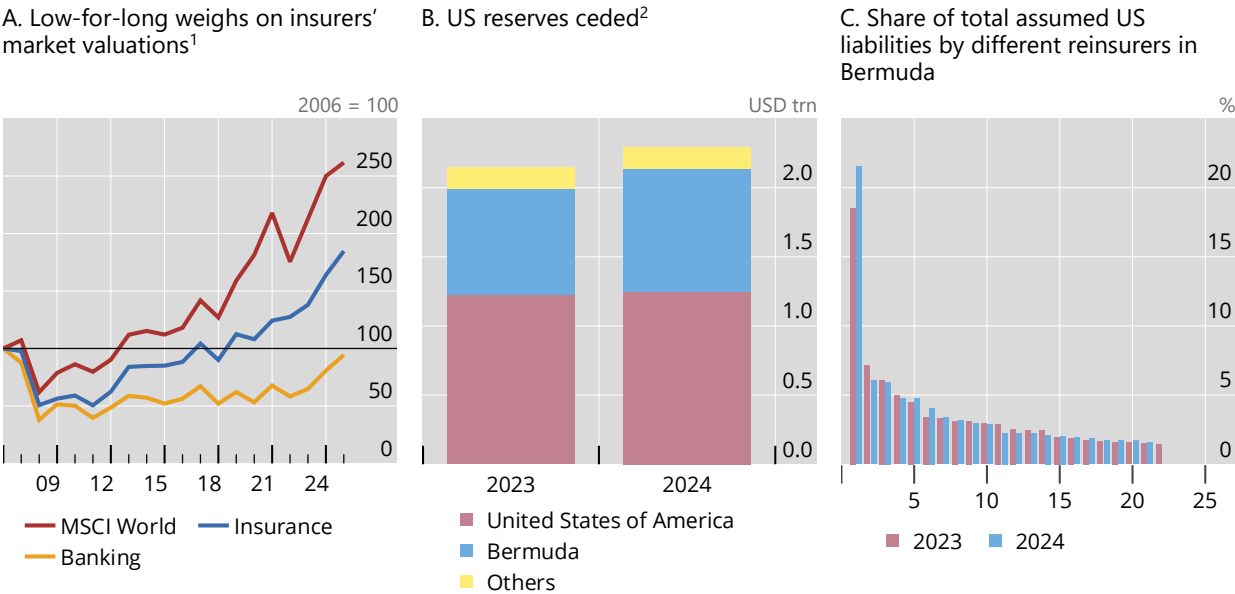 A. Low-for-long weighs on insurers’
market valuations1
2006 = 100
250
200
150
100
50
0
09 12 15 18 21 24
MSCI World Insurance
Banking
B. US reserves ceded2
USD trn
2.0
1.5
1.0
0.5
0.0
2023 2024
United States of America
Bermuda
Others
C. Share of total assumed US
liabilities by different reinsurers in
Bermuda
%
20
15
10
5
0
5 10 15 20 25
2023 2024